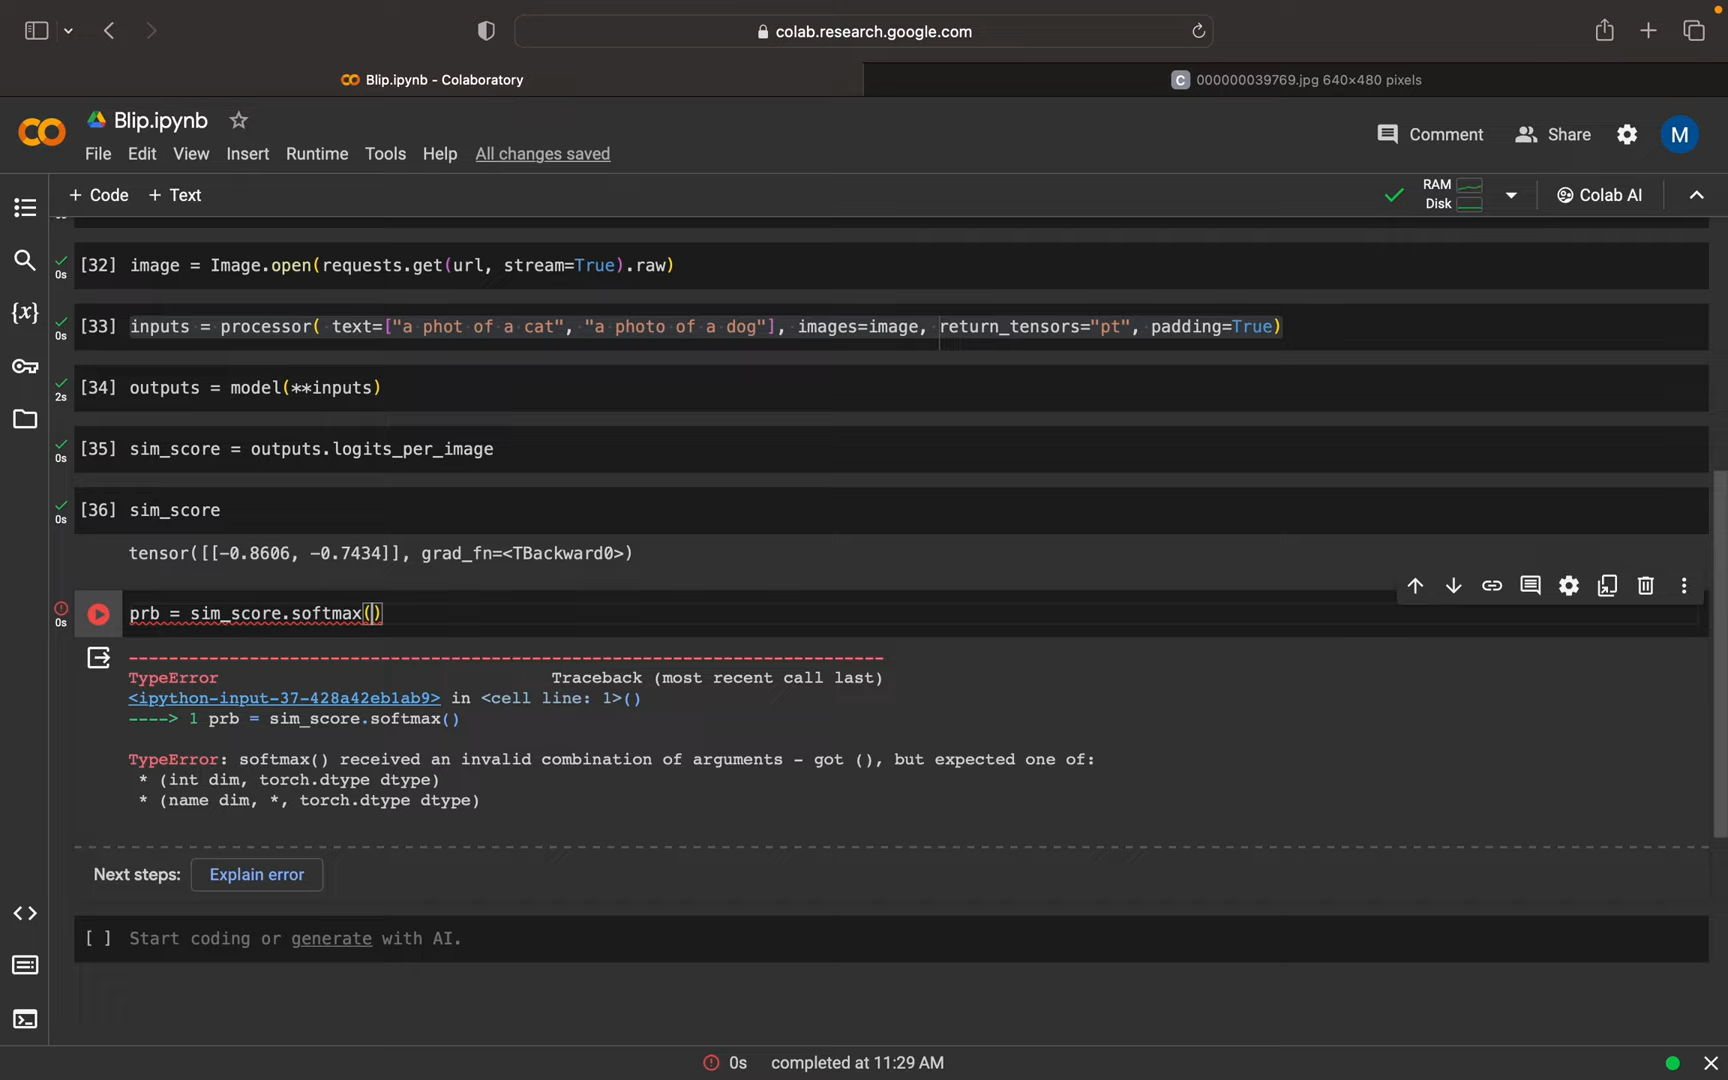 colab.research.google.com
Blip.ipynb - Colaboratory
C 000000039769.jpg 640×480 pixels
Blip.ipynb
Comment
Share
M
File Edit View Insert Runtime Tools Help All changes saved
+ Code + Text
RAM
Disk
Colab AI
0s [32] image = Image.open(requests.get(url, stream=True).raw)
0s [33] inputs = processor( text=["a phot of a cat", "a photo of a dog"], images=image, return_tensors="pt", padding=True)
2s [34] outputs = model(**inputs)
0s [35] sim_score = outputs.logits_per_image
0s [36] sim_score
tensor([[-0.8606, -0.7434]], grad_fn=<TBackward0>)
0s prb = sim_score.softmax()
---------------------------------------------------------------------------
TypeError Traceback (most recent call last)
<ipython-input-37-428a42eb1ab9> in <cell line: 1>()
----> 1 prb = sim_score.softmax()
TypeError: softmax() received an invalid combination of arguments - got (), but expected one of:
* (int dim, torch.dtype dtype)
* (name dim, *, torch.dtype dtype)
Next steps: Explain error
[ ] Start coding or generate with AI.
0s completed at 11:29 AM